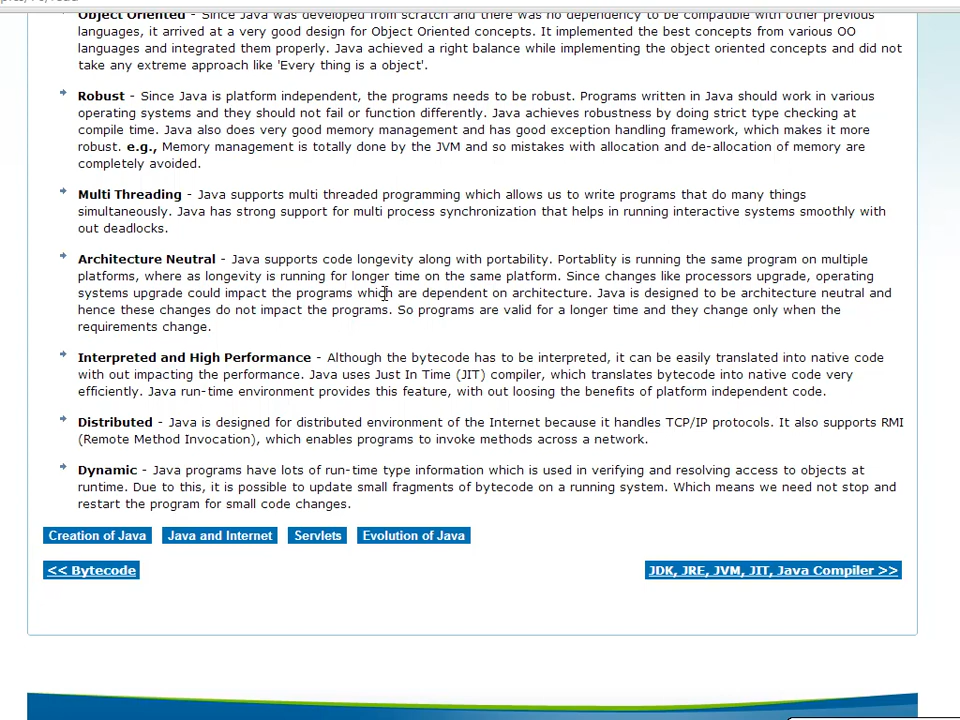 Object Oriented - Since Java was developed from scratch and there was no dependency to be compatible with other previous
languages, it arrived at a very good design for Object Oriented concepts. It implemented the best concepts from various OO
languages and integrated them properly. Java achieved a right balance while implementing the object oriented concepts and did not
take any extreme approach like 'Every thing is a object'.
Robust - Since Java is platform independent, the programs needs to be robust. Programs written in Java should work in various
operating systems and they should not fail or function differently. Java achieves robustness by doing strict type checking at
compile time. Java also does very good memory management and has good exception handling framework, which makes it more
robust. e.g., Memory management is totally done by the JVM and so mistakes with allocation and de-allocation of memory are
completely avoided.
Multi Threading - Java supports multi threaded programming which allows us to write programs that do many things
simultaneously. Java has strong support for multi process synchronization that helps in running interactive systems smoothly with
out deadlocks.
Architecture Neutral - Java supports code longevity along with portability. Portablity is running the same program on multiple
platforms, where as longevity is running for longer time on the same platform. Since changes like processors upgrade, operating
systems upgrade could impact the programs which are dependent on architecture. Java is designed to be architecture neutral and
hence these changes do not impact the programs. So programs are valid for a longer time and they change only when the
requirements change.
Interpreted and High Performance - Although the bytecode has to be interpreted, it can be easily translated into native code
with out impacting the performance. Java uses Just In Time (JIT) compiler, which translates bytecode into native code very
efficiently. Java run-time environment provides this feature, with out loosing the benefits of platform independent code.
Distributed - Java is designed for distributed environment of the Internet because it handles TCP/IP protocols. It also supports RMI
(Remote Method Invocation), which enables programs to invoke methods across a network.
Dynamic - Java programs have lots of run-time type information which is used in verifying and resolving access to objects at
runtime. Due to this, it is possible to update small fragments of bytecode on a running system. Which means we need not stop and
restart the program for small code changes.
Creation of Java Java and Internet Servlets Evolution of Java
<< Bytecode JDK, JRE, JVM, JIT, Java Compiler >>